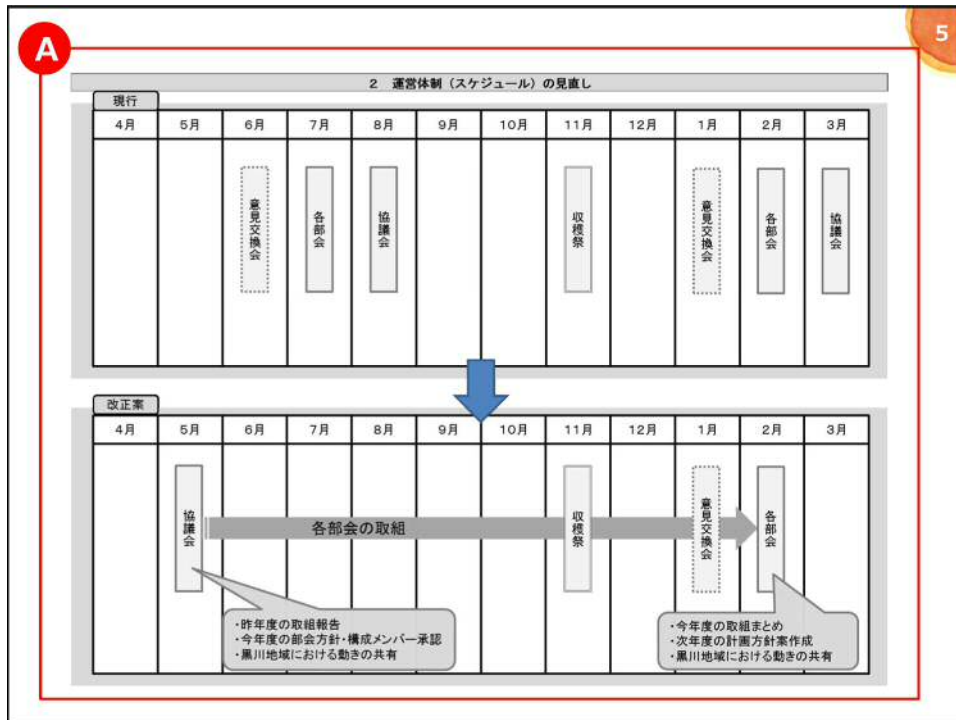 A
5
2 運営体制（スケジュール）の見直し
現行
4月 5月 6月 7月 8月 9月 10月 11月 12月 1月 2月 3月
意見交換会
各部会
協議会
収穫祭
意見交換会
各部会
協議会
改正案
4月 5月 6月 7月 8月 9月 10月 11月 12月 1月 2月 3月
協議会
各部会の取組
収穫祭
意見交換会
各部会
・昨年度の取組報告
・今年度の部会方針・構成メンバー承認
・黒川地域における動きの共有
・今年度の取組まとめ
・次年度の計画方針案作成
・黒川地域における動きの共有